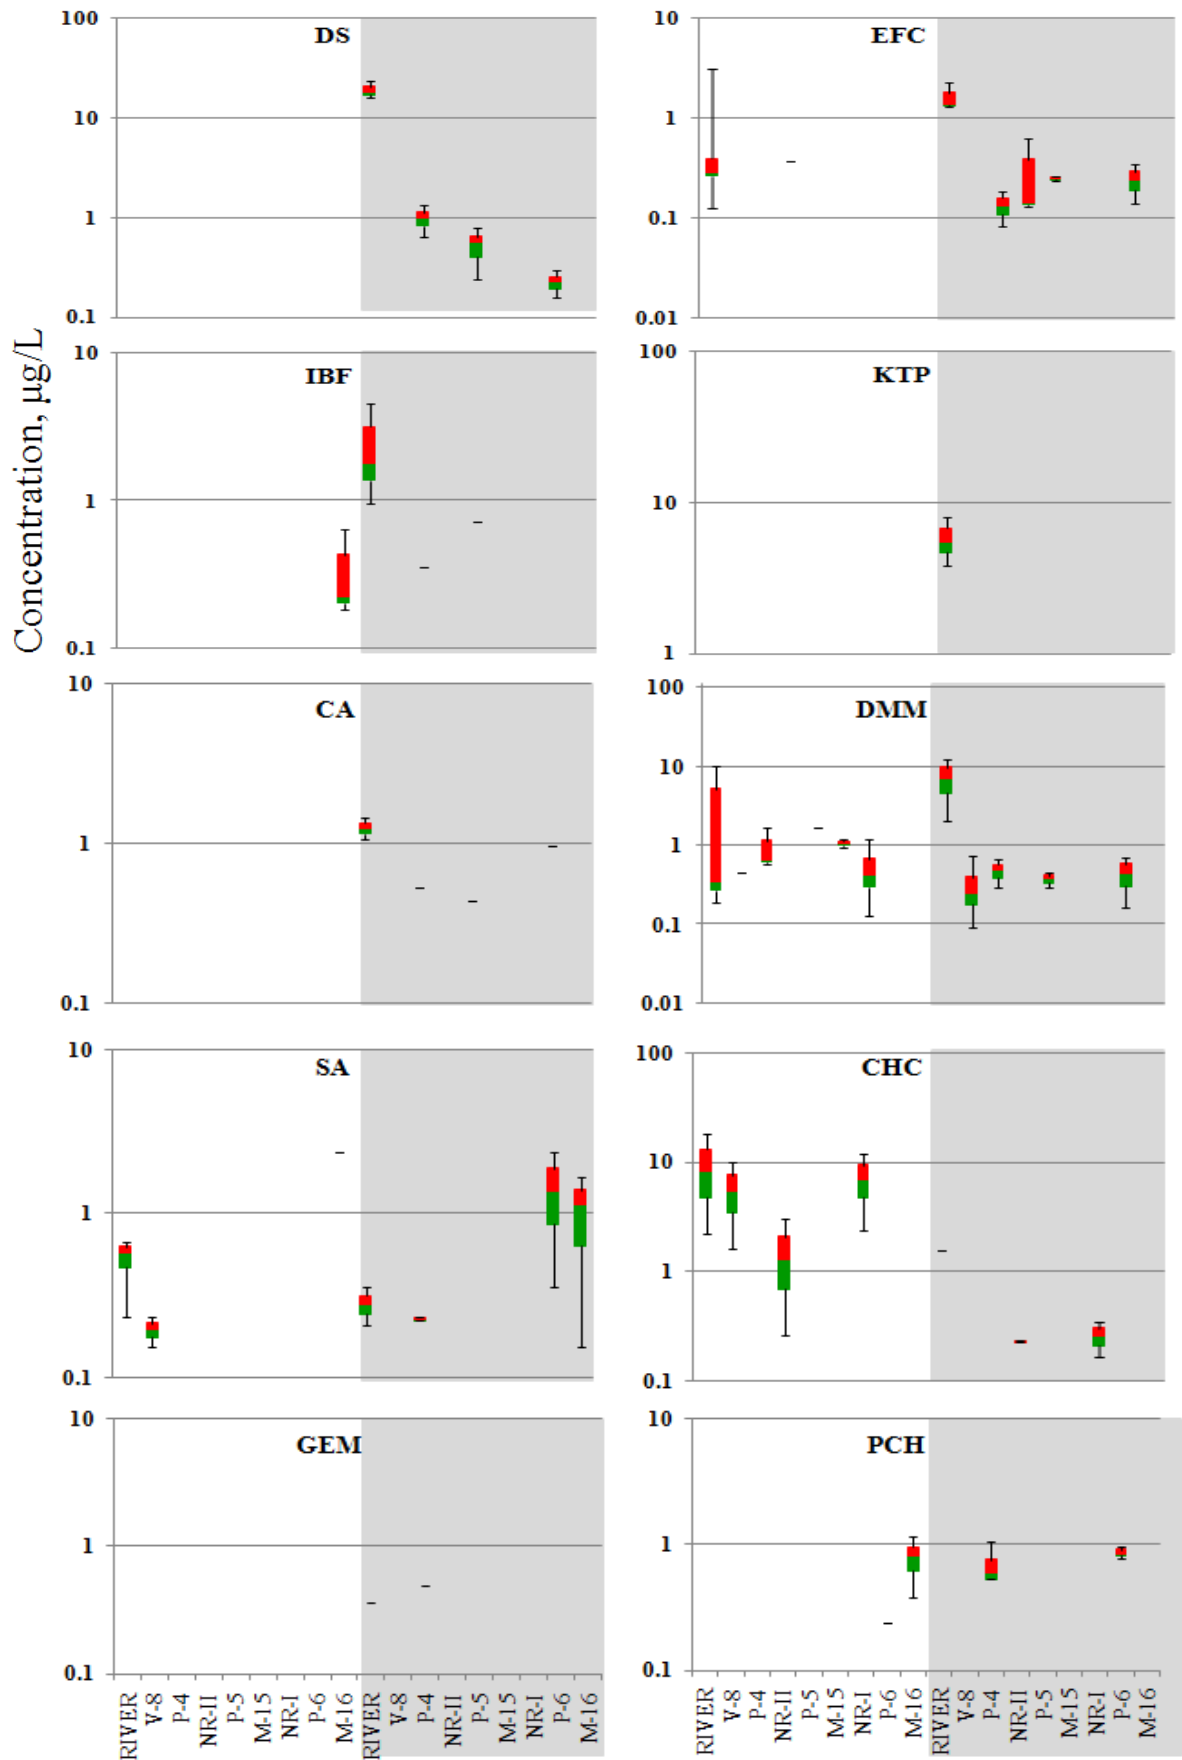 Concentration, µg/L
DS
100
10
1
0.1
EFC
10
1
0.1
0.01
IBF
10
1
0.1
KTP
100
10
1
CA
10
1
0.1
DMM
100
10
1
0.1
0.01
SA
10
1
0.1
CHC
100
10
1
0.1
GEM
10
1
0.1
PCH
10
1
0.1
RIVER
V-8
P-4
NR-II
P-5
M-15
NR-I
P-6
M-16
RIVER
V-8
P-4
NR-II
P-5
M-15
NR-I
P-6
M-16
RIVER
V-8
P-4
NR-II
P-5
M-15
NR-I
P-6
M-16
RIVER
V-8
P-4
NR-II
P-5
M-15
NR-I
P-6
M-16